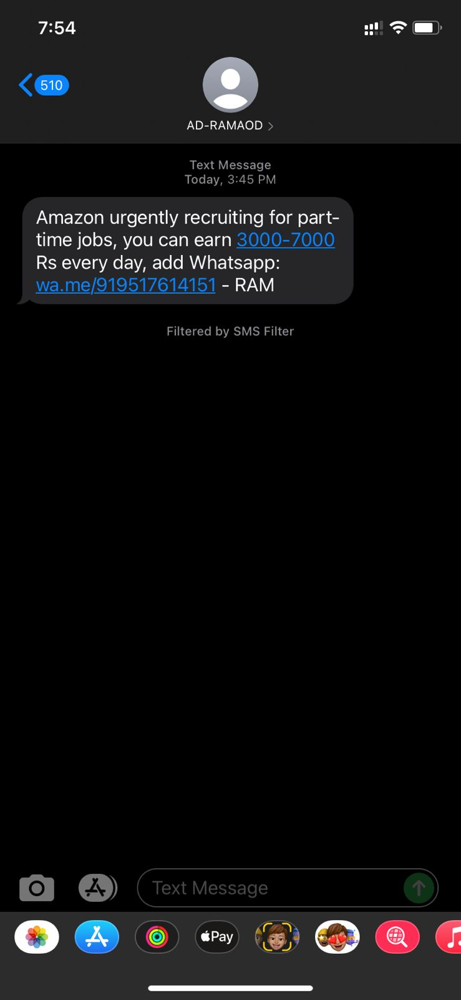 7:54
510
AD-RAMAOD
Text Message
Today, 3:45 PM
Amazon urgently recruiting for part-
time jobs, you can earn 3000-7000
Rs every day, add Whatsapp:
wa.me/919517614151 - RAM
Filtered by SMS Filter
Text Message
Pay